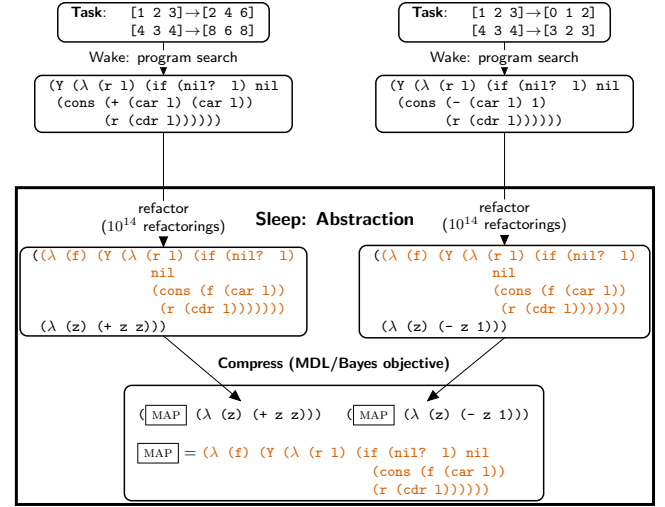 Task: [1 2 3]→[2 4 6]
[4 3 4]→[8 6 8]
Wake: program search
(Y (λ (r l) (if (nil? l) nil
(cons (+ (car l) (car l))
(r (cdr l))))))
refactor
(10^14 refactorings)
((λ (f) (Y (λ (r l) (if (nil? l)
nil
(cons (f (car l))
(r (cdr l)))))))
(λ (z) (+ z z)))
Task: [1 2 3]→[0 1 2]
[4 3 4]→[3 2 3]
Wake: program search
(Y (λ (r l) (if (nil? l) nil
(cons (- (car l) 1)
(r (cdr l))))))
refactor
(10^14 refactorings)
((λ (f) (Y (λ (r l) (if (nil? l)
nil
(cons (f (car l))
(r (cdr l)))))))
(λ (z) (- z 1)))
Sleep: Abstraction
Compress (MDL/Bayes objective)
(MAP (λ (z) (+ z z))) (MAP (λ (z) (- z 1)))
MAP = (λ (f) (Y (λ (r l) (if (nil? l) nil
(cons (f (car l))
(r (cdr l))))))